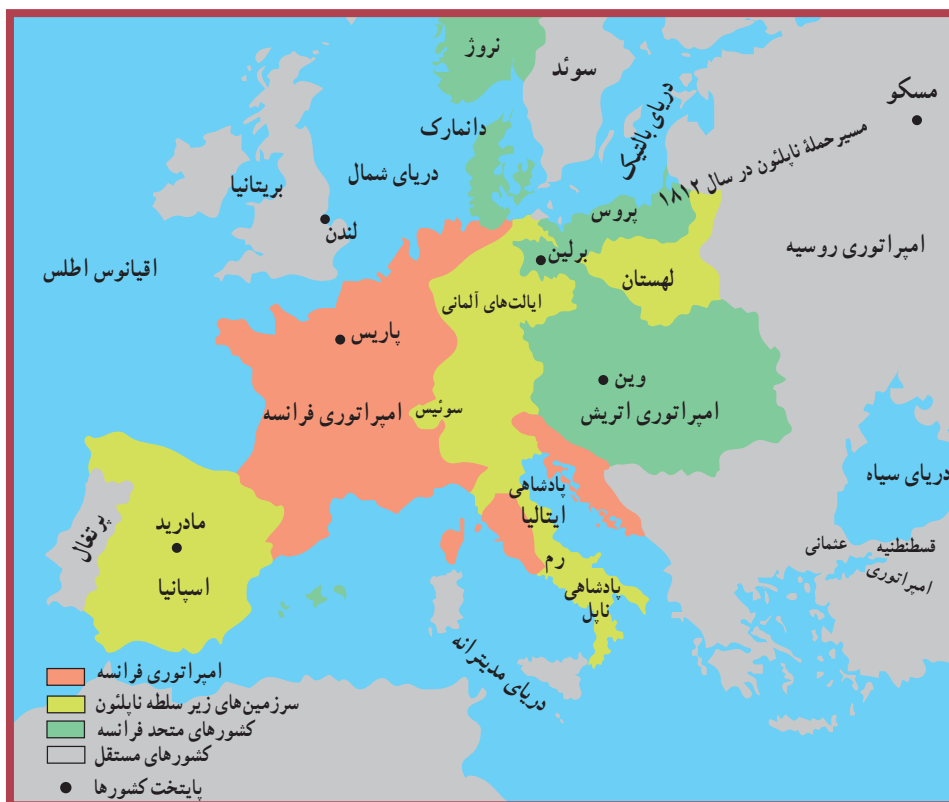 نروژ
سوئد
مسکو
دریای بالتیک
مسیر حملهٔ ناپلئون در سال ۱۸۱۲
دانمارک
دریای شمال
بریتانیا
لندن
پروس
برلین
امپراتوری روسیه
اقیانوس اطلس
لهستان
ایالت‌های آلمانی
پاریس
وین
امپراتوری فرانسه
سوئیس
امپراتوری اتریش
دریای سیاه
پادشاهی
ایتالیا
مادرید
پرتغال
اسپانیا
رم
پادشاهی
ناپل
قسطنطنیه
عثمانی
امپراتوری
دریای مدیترانه
امپراتوری فرانسه
سرزمین‌های زیر سلطه ناپلئون
کشورهای متحد فرانسه
کشورهای مستقل
پایتخت کشورها